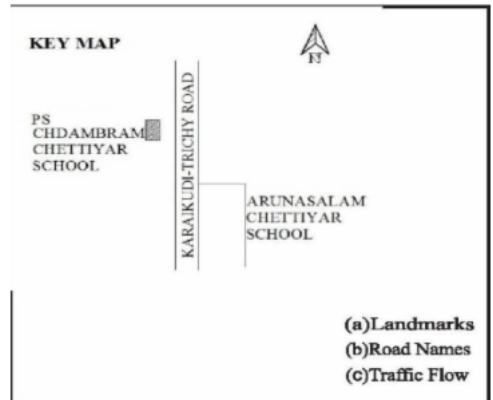 KEY MAP
N
PS
CHDAMBRAM
CHETTIYAR
SCHOOL
KARAIKUDI-TRICHY ROAD
ARUNASALAM
CHETTIYAR
SCHOOL
(a)Landmarks
(b)Road Names
(c)Traffic Flow